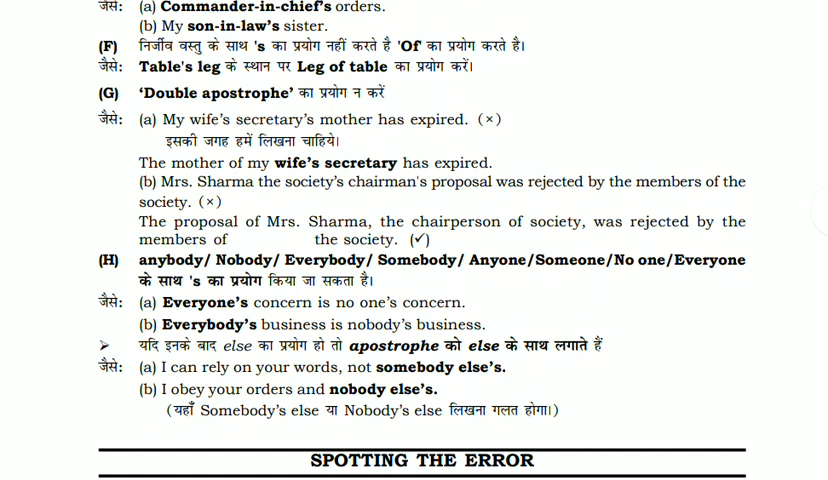 जैसे: (a) Commander-in-chief's orders.
(b) My son-in-law's sister.
(F) निर्जीव वस्तु के साथ 's का प्रयोग नहीं करते है 'Of' का प्रयोग करते है।
जैसे: Table's leg के स्थान पर Leg of table का प्रयोग करें।
(G) ‘Double apostrophe’ का प्रयोग न करें
जैसे: (a) My wife’s secretary’s mother has expired. (×)
इसकी जगह हमें लिखना चाहिये।
The mother of my wife’s secretary has expired.
(b) Mrs. Sharma the society’s chairman's proposal was rejected by the members of the
society. (×)
The proposal of Mrs. Sharma, the chairperson of society, was rejected by the
members of the society. (✓)
(H) anybody/ Nobody/ Everybody/ Somebody/ Anyone/Someone/No one/Everyone
के साथ 's का प्रयोग किया जा सकता है।
जैसे: (a) Everyone’s concern is no one’s concern.
(b) Everybody’s business is nobody’s business.
➢ यदि इनके बाद else का प्रयोग हो तो apostrophe को else के साथ लगाते हैं
जैसे: (a) I can rely on your words, not somebody else’s.
(b) I obey your orders and nobody else’s.
(यहाँ Somebody’s else या Nobody’s else लिखना गलत होगा।)
SPOTTING THE ERROR